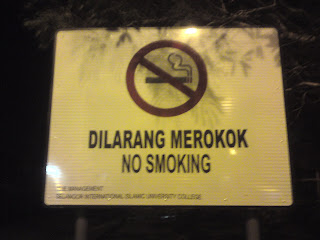 DILARANG MEROKOK
NO SMOKING
MANAGEMENT
SELANGOR INTERNATIONAL ISLAMIC UNIVERSITY COLLEGE